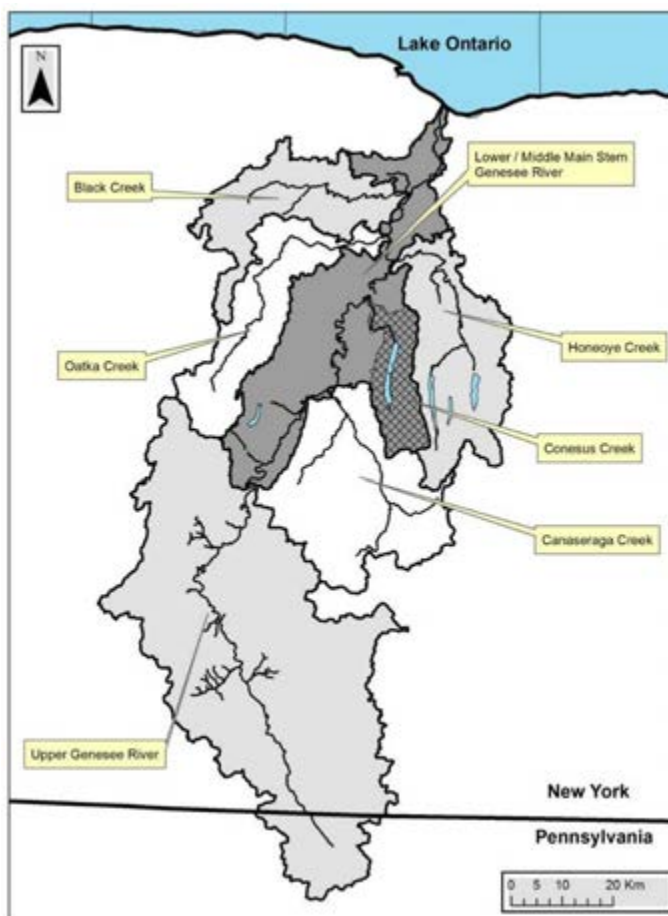 Lake Ontario
N
Lower / Middle Main Stem
Genesee River
Black Creek
Oatka Creek
Honeoye Creek
Conesus Creek
Canaseraga Creek
Upper Genesee River
New York
Pennsylvania
0 5 10 20 Km